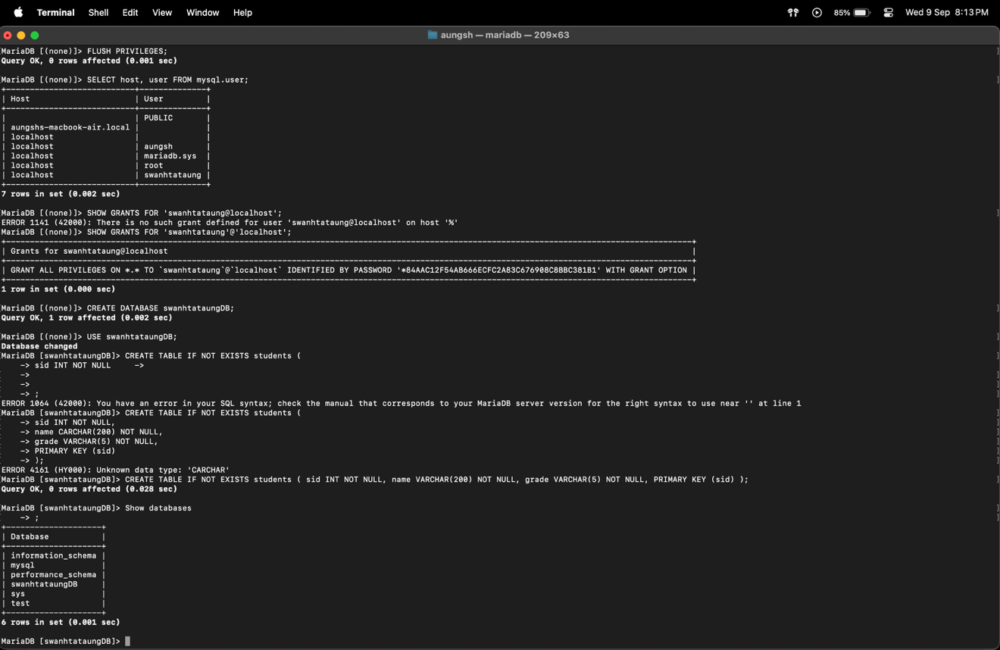 Terminal Shell Edit View Window Help 85% Wed 9 Sep 8:13 PM
aungsh — mariadb — 209×63
MariaDB [(none)]> FLUSH PRIVILEGES;
Query OK, 0 rows affected (0.001 sec)
MariaDB [(none)]> SELECT host, user FROM mysql.user;
+---------------------------+--------------+
| Host                      | User         |
+---------------------------+--------------+
|                           | PUBLIC       |
| aungshs-macbook-air.local |              |
| localhost                 |              |
| localhost                 | aungsh       |
| localhost                 | mariadb.sys  |
| localhost                 | root         |
| localhost                 | swanhtataung |
+---------------------------+--------------+
7 rows in set (0.002 sec)
MariaDB [(none)]> SHOW GRANTS FOR 'swanhtataung@localhost';
ERROR 1141 (42000): There is no such grant defined for user 'swanhtataung@localhost' on host '%'
MariaDB [(none)]> SHOW GRANTS FOR 'swanhtataung'@'localhost';
| Grants for swanhtataung@localhost |
| GRANT ALL PRIVILEGES ON *.* TO `swanhtataung`@`localhost` IDENTIFIED BY PASSWORD '*84AAC12F54AB666ECFC2A83C676908C8BBC381B1' WITH GRANT OPTION |
1 row in set (0.000 sec)
MariaDB [(none)]> CREATE DATABASE swanhtataungDB;
Query OK, 1 row affected (0.002 sec)
MariaDB [(none)]> USE swanhtataungDB;
Database changed
MariaDB [swanhtataungDB]> CREATE TABLE IF NOT EXISTS students (
    -> sid INT NOT NULL     ->
    ->
    ->
    -> ;
ERROR 1064 (42000): You have an error in your SQL syntax; check the manual that corresponds to your MariaDB server version for the right syntax to use near '' at line 1
MariaDB [swanhtataungDB]> CREATE TABLE IF NOT EXISTS students (
    -> sid INT NOT NULL,
    -> name CARCHAR(200) NOT NULL,
    -> grade VARCHAR(5) NOT NULL,
    -> PRIMARY KEY (sid)
    -> );
ERROR 4161 (HY000): Unknown data type: 'CARCHAR'
MariaDB [swanhtataungDB]> CREATE TABLE IF NOT EXISTS students ( sid INT NOT NULL, name VARCHAR(200) NOT NULL, grade VARCHAR(5) NOT NULL, PRIMARY KEY (sid) );
Query OK, 0 rows affected (0.028 sec)
MariaDB [swanhtataungDB]> Show databases
    -> ;
+--------------------+
| Database           |
+--------------------+
| information_schema |
| mysql              |
| performance_schema |
| swanhtataungDB     |
| sys                |
| test               |
+--------------------+
6 rows in set (0.001 sec)
MariaDB [swanhtataungDB]>